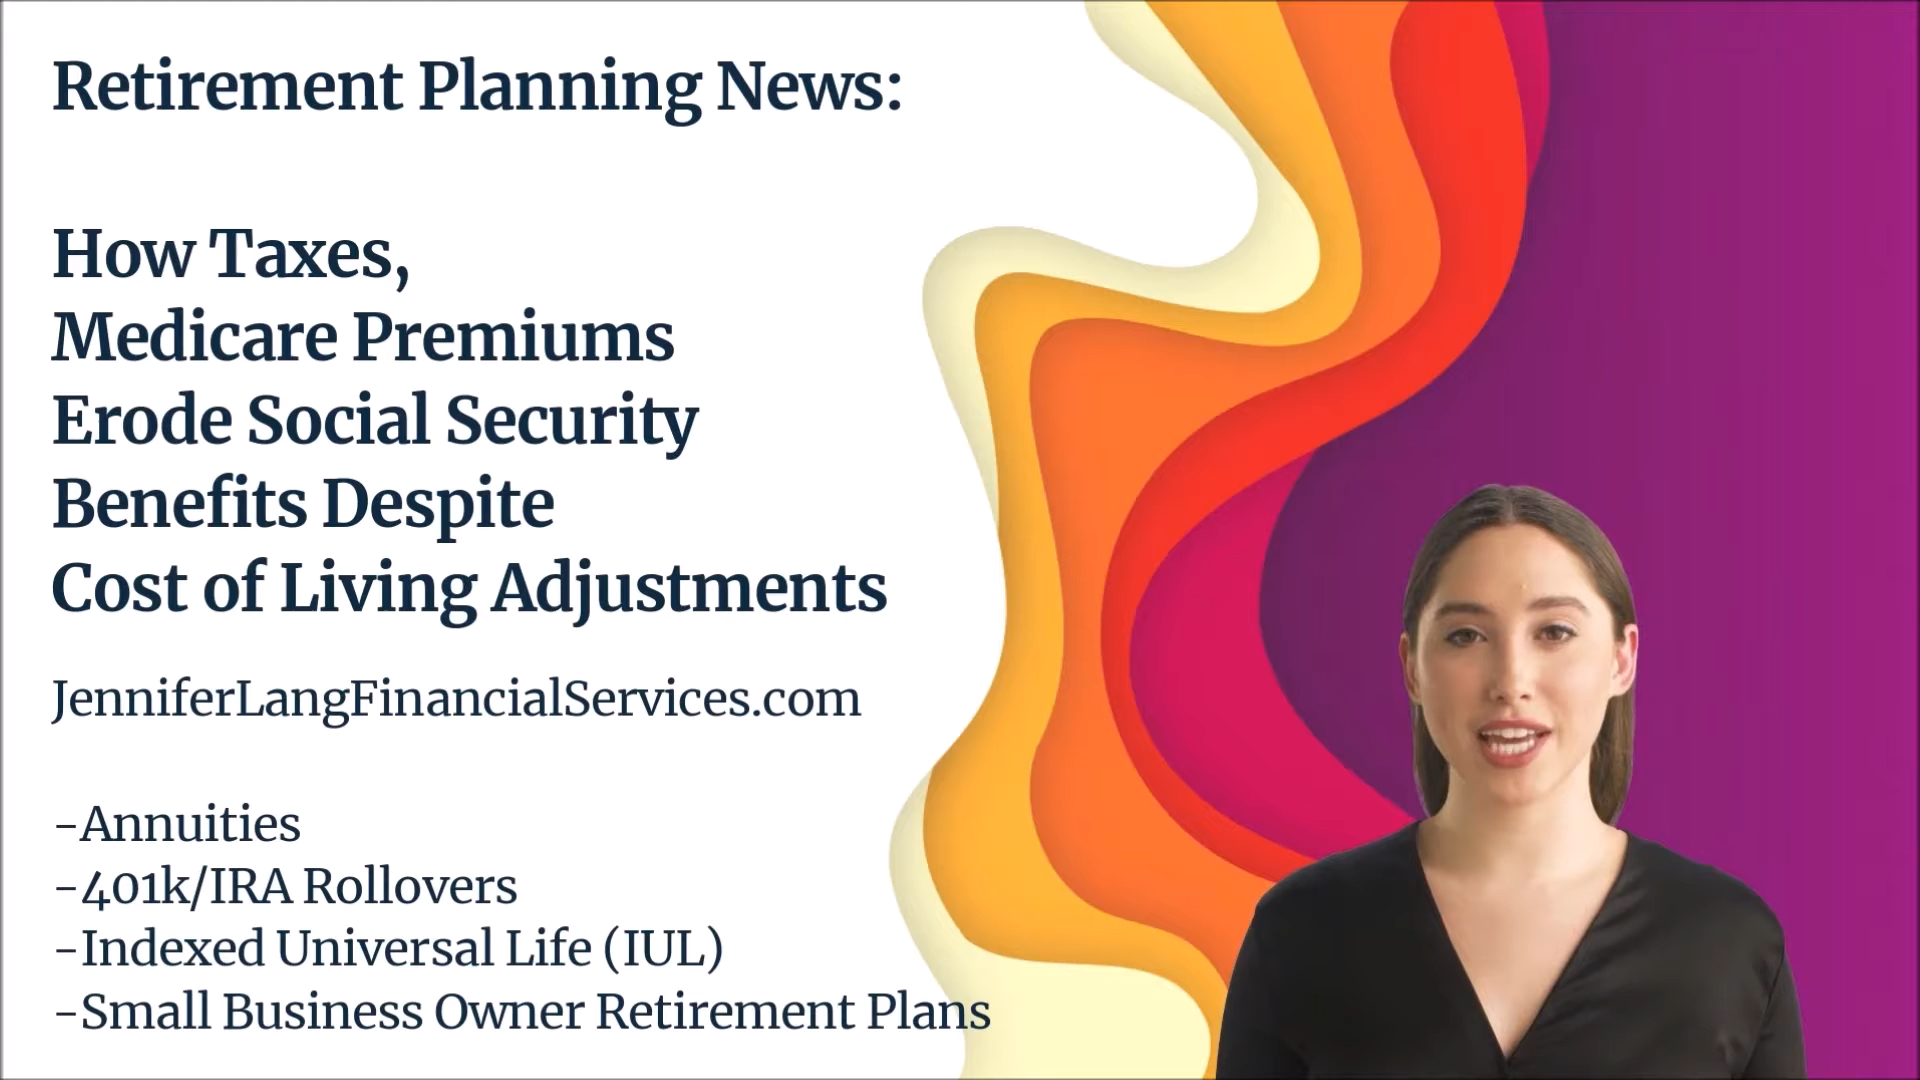 Retirement Planning News:
How Taxes,
Medicare Premiums
Erode Social Security
Benefits Despite
Cost of Living Adjustments
JenniferLangFinancialServices.com
-Annuities
-401k/IRA Rollovers
-Indexed Universal Life (IUL)
-Small Business Owner Retirement Plans